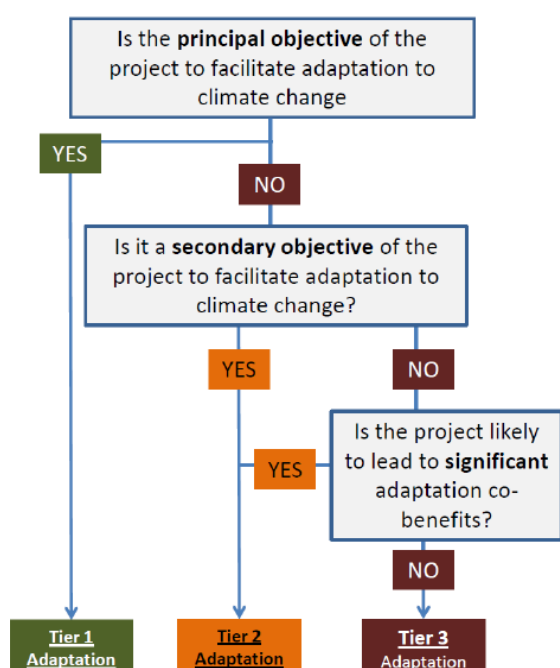 Is the principal objective of the
project to facilitate adaptation to
climate change
YES
NO
Is it a secondary objective of the
project to facilitate adaptation to
climate change?
YES
NO
Is the project likely
to lead to significant
adaptation co-
benefits?
YES
NO
Tier 1
Adaptation
Tier 2
Adaptation
Tier 3
Adaptation